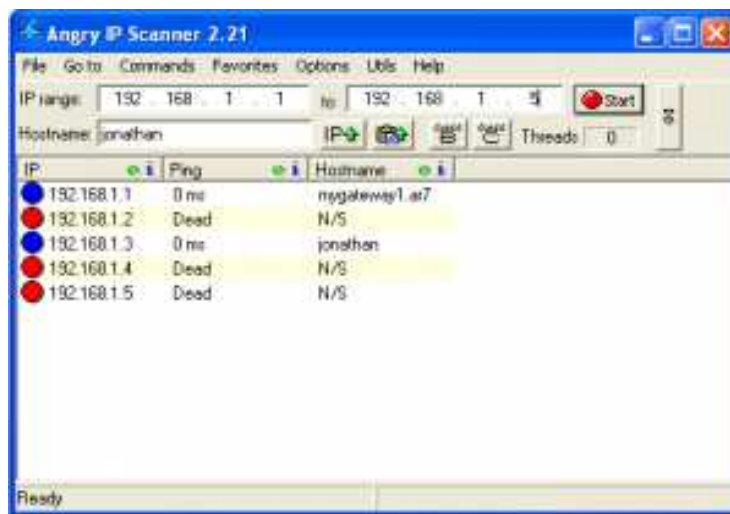 Angry IP Scanner 2.21
File Go to Commands Favorites Options Utils Help
IP range: 192 . 168 . 1 . 1 to 192 . 168 . 1 . 5 Start
Hostname: jonathan IP Threads 0
IP Ping Hostname
192.168.1.1 0 ms mygateway1.ar7
192.168.1.2 Dead N/S
192.168.1.3 0 ms jonathan
192.168.1.4 Dead N/S
192.168.1.5 Dead N/S
Ready